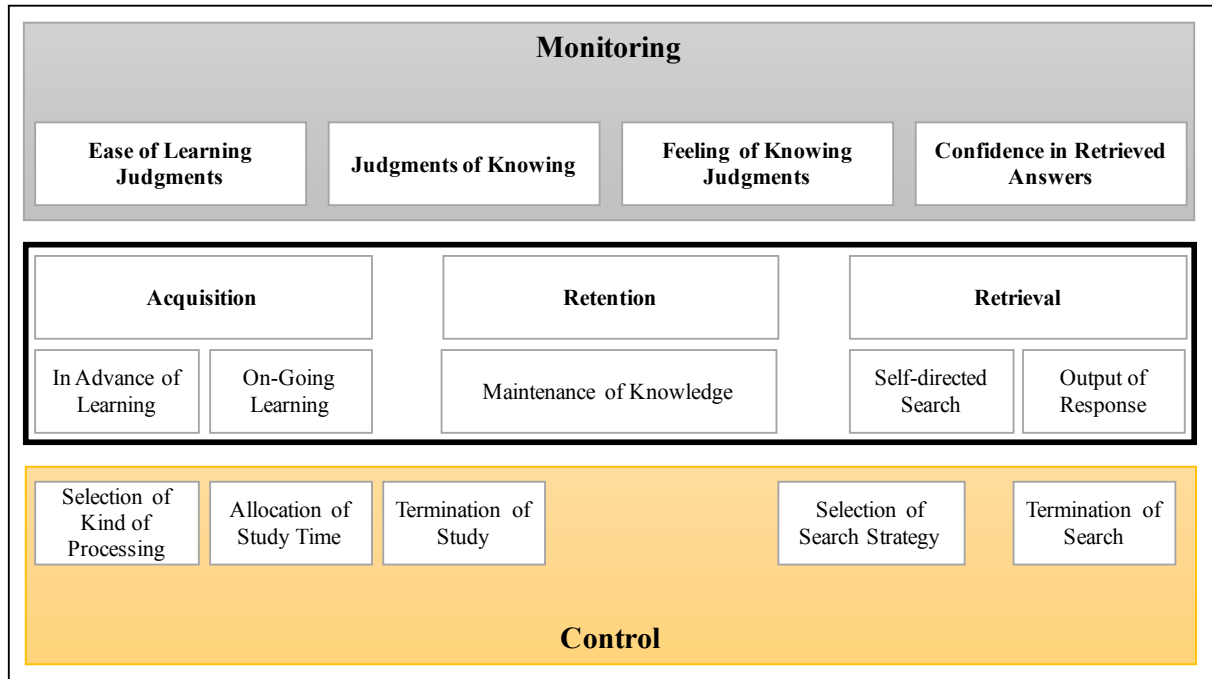 Monitoring
Ease of Learning
Judgments
Judgments of Knowing
Feeling of Knowing
Judgments
Confidence in Retrieved
Answers
Acquisition
Retention
Retrieval
In Advance of
Learning
On-Going
Learning
Maintenance of Knowledge
Self-directed
Search
Output of
Response
Selection of
Kind of
Processing
Allocation of
Study Time
Termination of
Study
Selection of
Search Strategy
Termination of
Search
Control